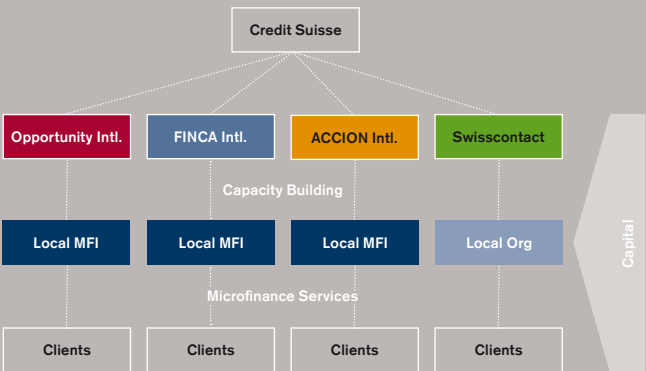 Credit Suisse
Opportunity Intl.
FINCA Intl.
ACCION Intl.
Swisscontact
Capacity Building
Local MFI
Local MFI
Local MFI
Local Org
Capital
Microfinance Services
Clients
Clients
Clients
Clients